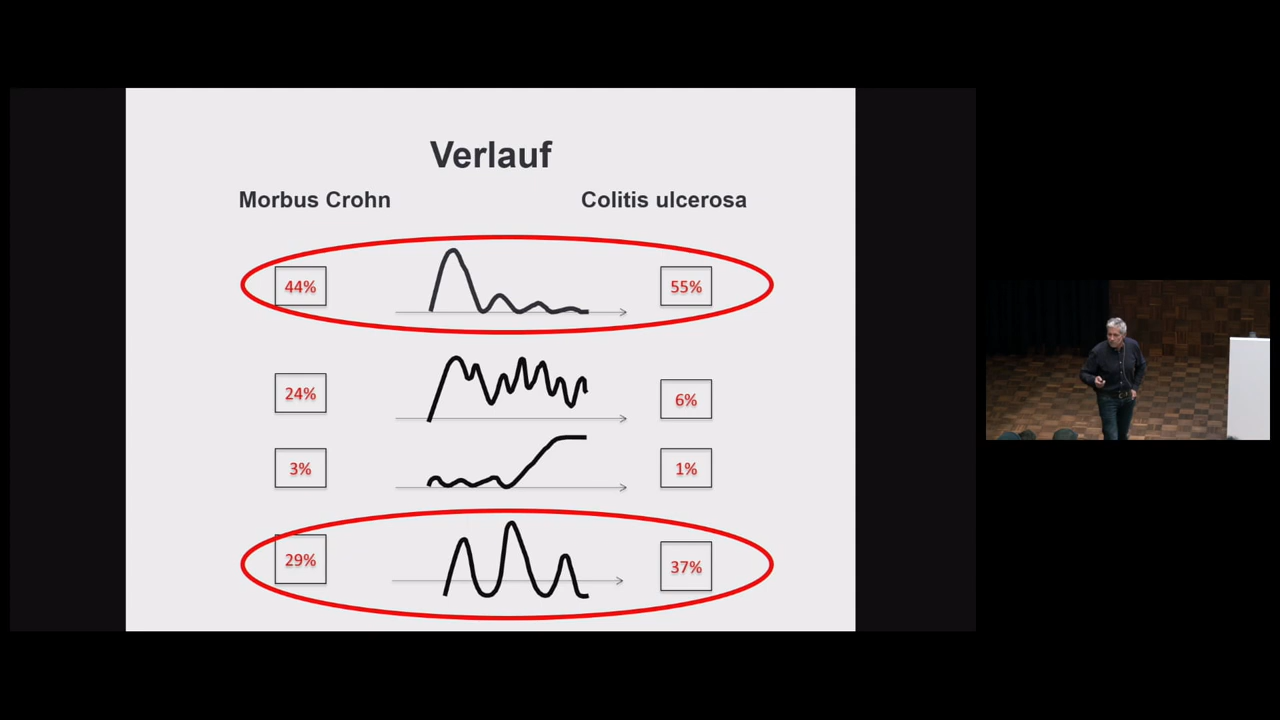 Verlauf
Morbus Crohn Colitis ulcerosa
44% 55%
24% 6%
3% 1%
29% 37%